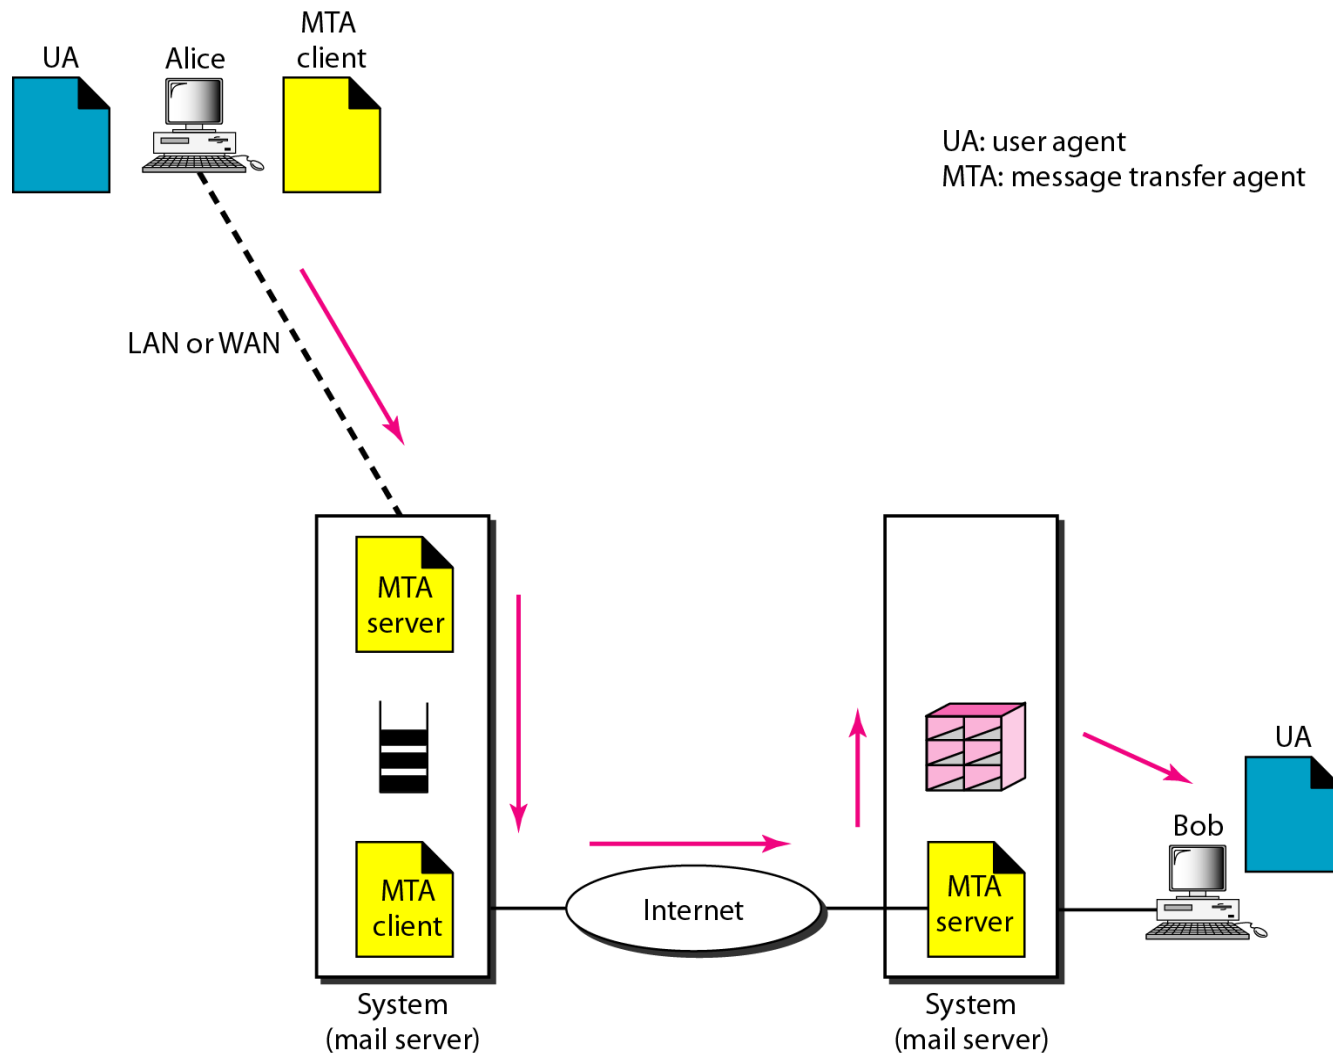 MTA
client
UA
Alice
UA: user agent
MTA: message transfer agent
LAN or WAN
MTA
server
MTA
client
System
(mail server)
Internet
MTA
server
System
(mail server)
UA
Bob